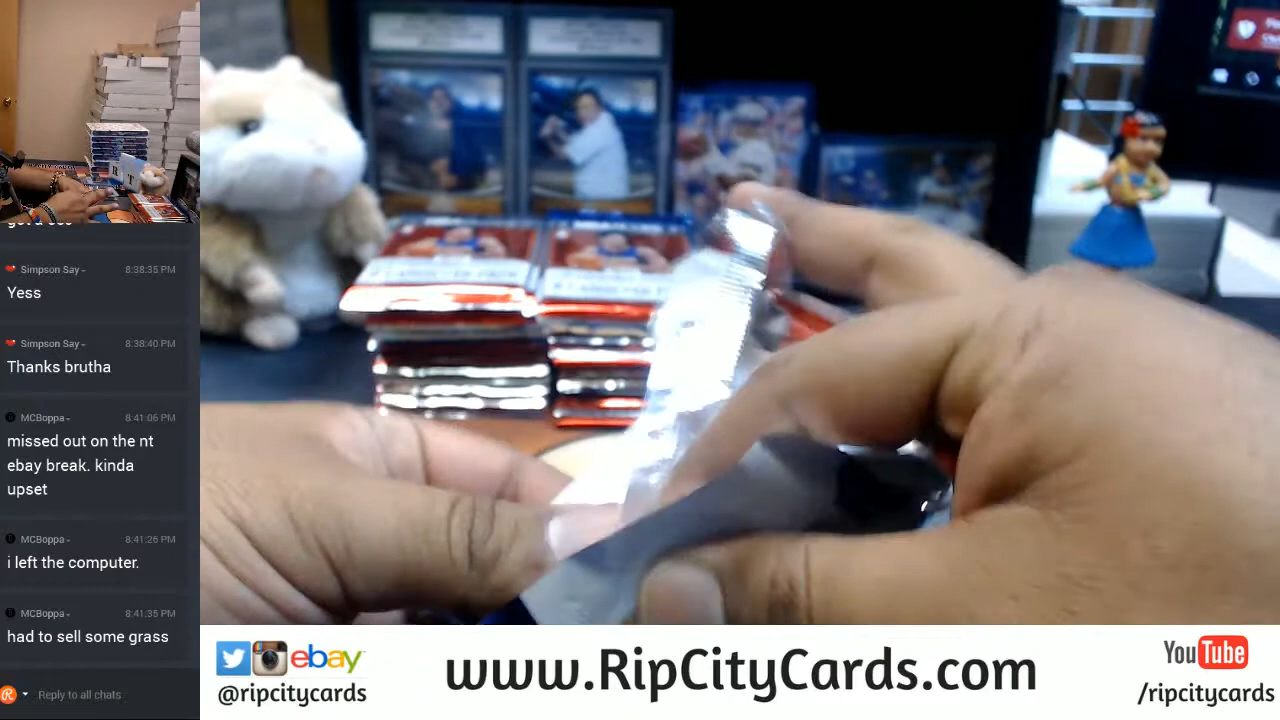 Simpson Say 8:38:35 PM
Yess
Simpson Say 8:38:40 PM
Thanks brutha
MCBoppa 8:41:06 PM
missed out on the nt
ebay break. kinda
upset
MCBoppa 8:41:26 PM
i left the computer.
MCBoppa 8:41:35 PM
had to sell some grass
Reply to all chats
ebay
@ripcitycards
www.RipCityCards.com
YouTube
/ripcitycards